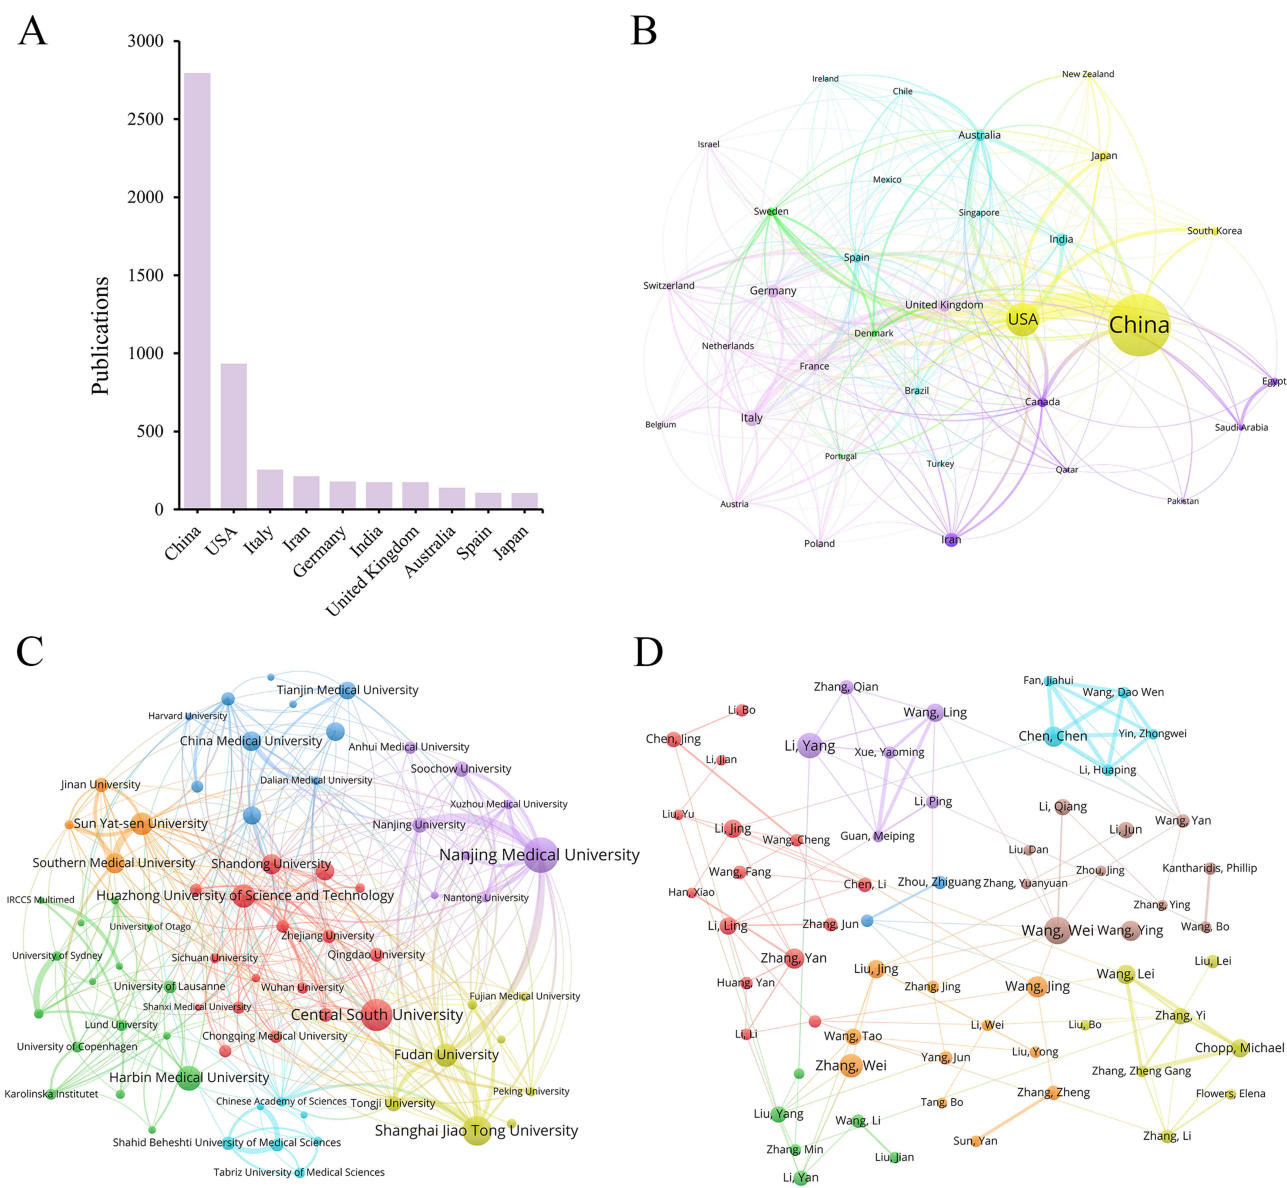 A
3000
2500
2000
1500
1000
500
0
Publications
China
USA
Italy
Iran
Germany
India
United Kingdom
Australia
Spain
Japan
B
Ireland
New Zealand
Chile
Australia
Israel
Japan
Mexico
Sweden
Singapore
South Korea
India
Spain
Switzerland
Germany
United Kingdom
USA
China
Denmark
Netherlands
France
Egypt
Brazil
Canada
Italy
Belgium
Saudi Arabia
Portugal
Turkey
Qatar
Austria
Pakistan
Poland
Iran
C
Tianjin Medical University
Harvard University
China Medical University
Anhui Medical University
Soochow University
Jinan University
Dalian Medical University
Xuzhou Medical University
Sun Yat-sen University
Nanjing University
Nanjing Medical University
Southern Medical University
Shandong University
Huazhong University of Science and Technology
Nantong University
IRCCS Multimed
University of Otago
Zhejiang University
University of Sydney
Sichuan University
Qingdao University
University of Lausanne
Wuhan University
Fujian Medical University
Shanxi Medical University
Central South University
Lund University
Chongqing Medical University
University of Copenhagen
Fudan University
Harbin Medical University
Karolinska Institutet
Peking University
Chinese Academy of Sciences
Tongji University
Shanghai Jiao Tong University
Shahid Beheshti University of Medical Sciences
Tabriz University of Medical Sciences
D
Fan, Jiahui
Zhang, Qian
Wang, Dao Wen
Li, Bo
Wang, Ling
Chen, Jing
Li, Yang
Chen, Chen
Yin, Zhongwei
Xue, Yaoming
Li, Jian
Li, Huaping
Li, Ping
Li, Qiang
Liu, Yu
Wang, Yan
Li, Jing
Li, Jun
Guan, Meiping
Wang, Cheng
Liu, Dan
Wang, Fang
Zhou, Jing
Kantharidis, Phillip
Chen, Li
Zhou, Zhiguang
Zhang, Yuanyuan
Han, Xiao
Zhang, Ying
Li, Ling
Zhang, Jun
Wang, Wei
Wang, Ying
Wang, Bo
Zhang, Yan
Liu, Jing
Liu, Lei
Wang, Lei
Huang, Yan
Zhang, Jing
Wang, Jing
Zhang, Yi
Li, Wei
Liu, Bo
Li, Li
Wang, Tao
Liu, Yong
Chopp, Michael
Yang, Jun
Zhang, Wei
Zhang, Zheng Gang
Zhang, Zheng
Flowers, Elena
Tang, Bo
Liu, Yang
Wang, Li
Zhang, Li
Sun, Yan
Zhang, Min
Liu, Jian
Li, Yan